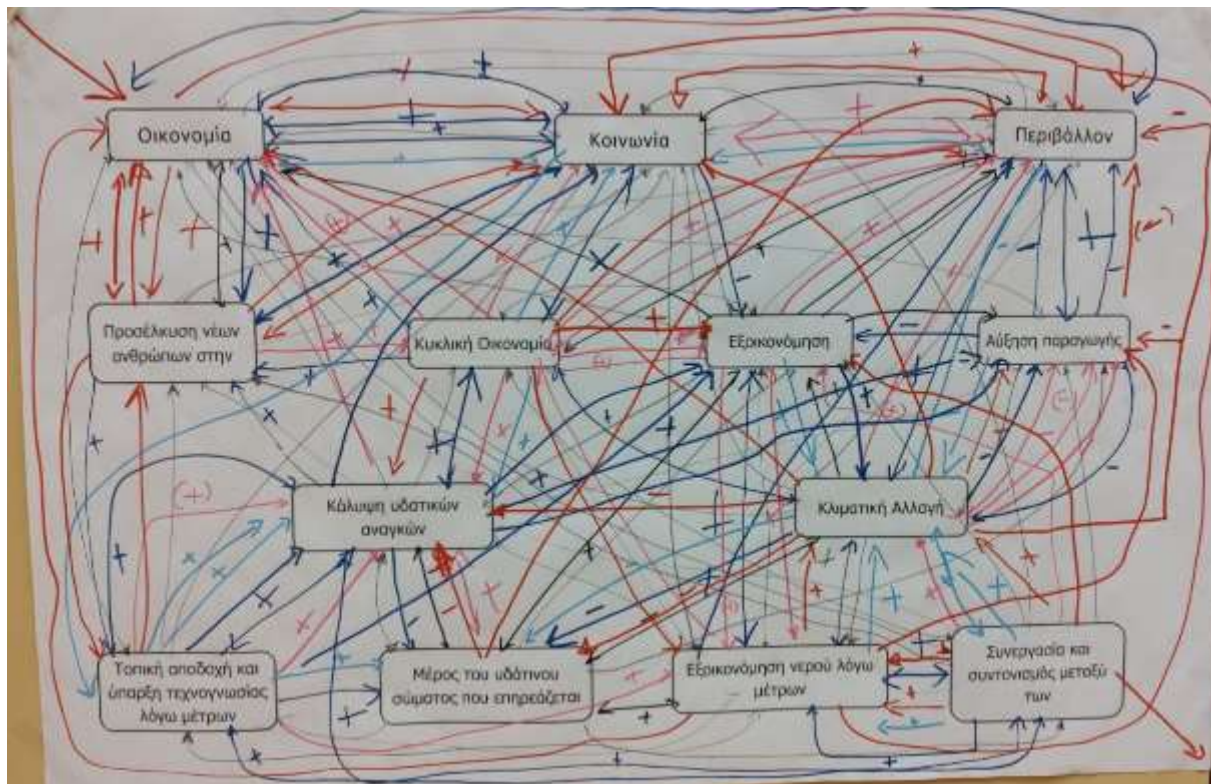 Οικονομία
Κοινωνία
Περιβάλλον
Προσέλκυση νέων
ανθρώπων στην
Κυκλική Οικονομία
Εξοικονόμηση
Αύξηση παραγωγής
Κάλυψη υδατικών
αναγκών
Κλιματική Αλλαγή
Τοπική αποδοχή και
ύπαρξη τεχνογνωσίας
λόγω μέτρων
Μέρος του υδάτινου
σώματος που επηρεάζεται
Εξοικονόμηση νερού λόγω
μέτρων
Συνεργασία και
συντονισμός μεταξύ
των